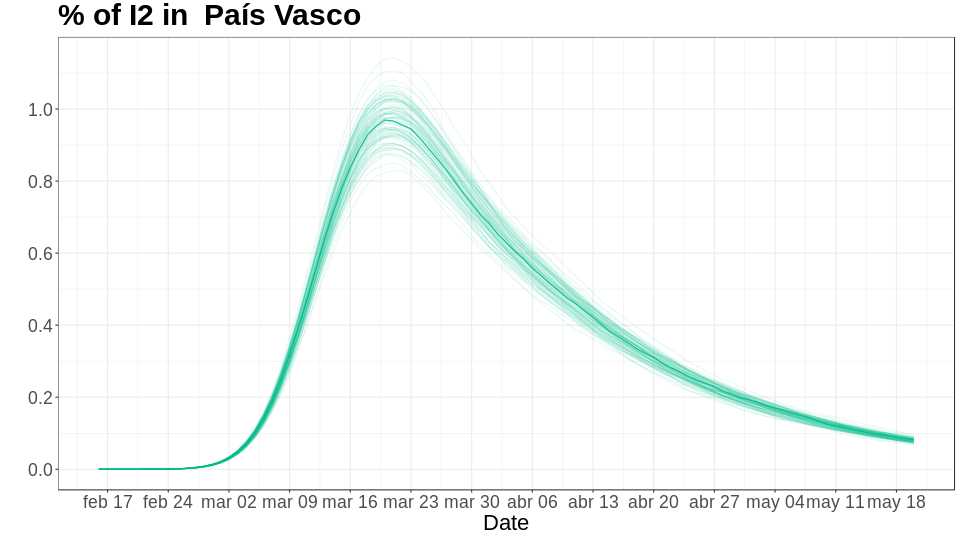 % of I2 in  País Vasco
1.0
0.8
0.6
0.4
0.2
0.0
feb 17 feb 24 mar 02 mar 09 mar 16 mar 23 mar 30 abr 06 abr 13 abr 20 abr 27 may 04 may 11 may 18
Date